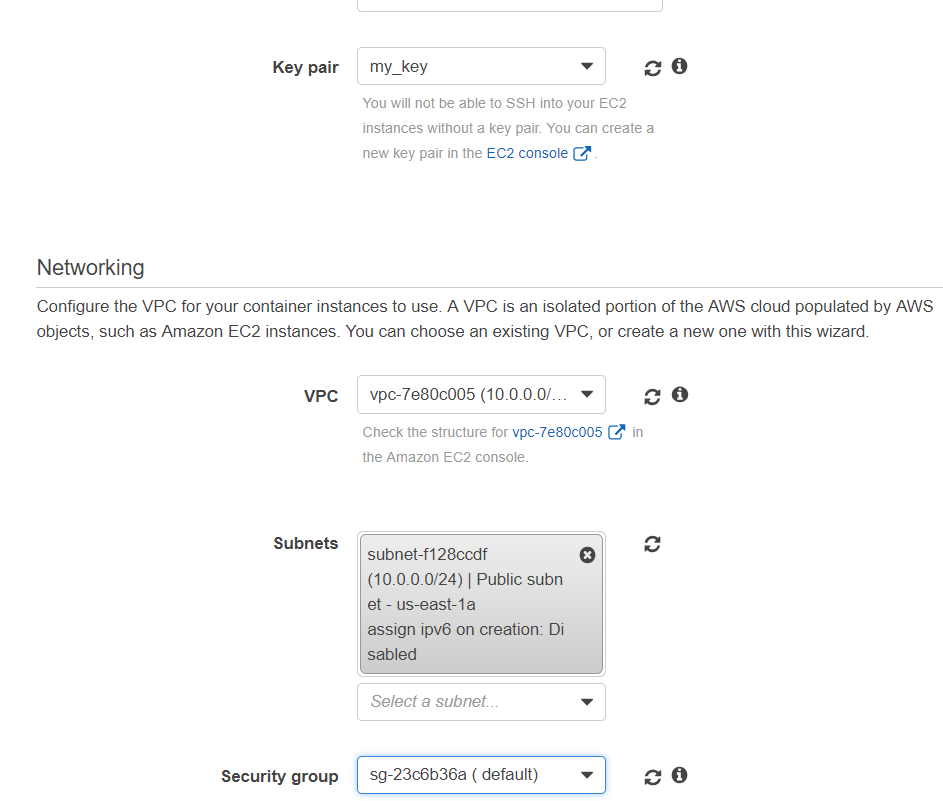 Key pair
my_key
You will not be able to SSH into your EC2
instances without a key pair. You can create a
new key pair in the EC2 console .
Networking
Configure the VPC for your container instances to use. A VPC is an isolated portion of the AWS cloud populated by AWS
objects, such as Amazon EC2 instances. You can choose an existing VPC, or create a new one with this wizard.
VPC
vpc-7e80c005 (10.0.0.0/...
Check the structure for vpc-7e80c005 in
the Amazon EC2 console.
Subnets
subnet-f128ccdf
(10.0.0.0/24) | Public subn
et - us-east-1a
assign ipv6 on creation: Di
sabled
Select a subnet...
Security group
sg-23c6b36a ( default)